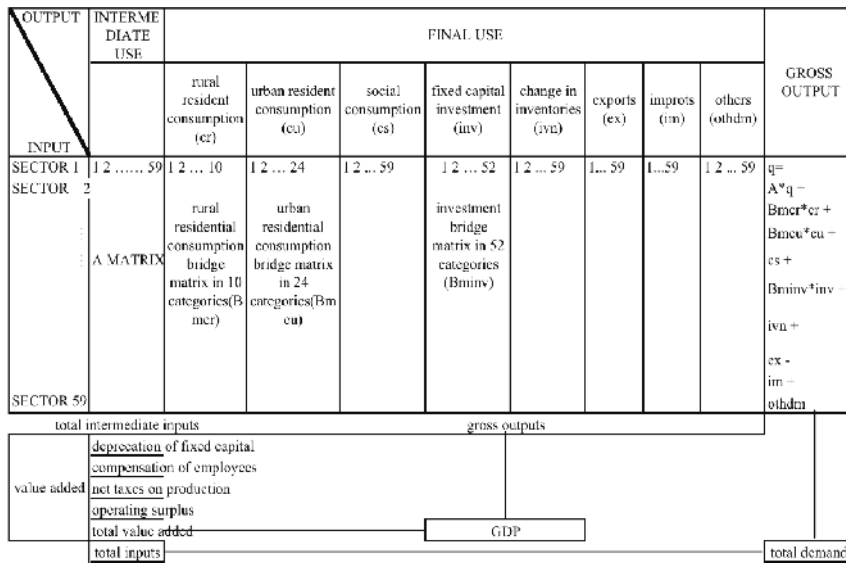 OUTPUT
INTERME
DIATE
USE
FINAL USE
GROSS
OUTPUT
INPUT
rural
resident
consumption
(cr)
urban resident
consumption
(cu)
social
consumption
(cs)
fixed capital
investment
(inv)
change in
inventories
(ivn)
exports
(ex)
improts
(im)
others
(othdm)
SECTOR 1
1 2 ...... 59
1 2 ... 10
1 2 ... 24
1 2 ... 59
1 2 ... 52
1 2 ... 59
1... 59
1...59
1 2 ... 59
SECTOR 2
A MATRIX
rural
residential
consumption
bridge
matrix in 10
categories(B
mcr)
urban
residential
consumption
bridge matrix
in 24
categories(Bm
cu)
investment
bridge
matrix in 52
categories
(Bminv)
q=
A*q +
Bmcr*cr +
Bmcu*cu +
cs +
Bminv*inv +
ivn +
ex -
im +
othdm
SECTOR 59
total intermediate inputs
gross outputs
value added
deprecation of fixed capital
compensation of employees
net taxes on production
operating surplus
total value added
GDP
total inputs
total demand